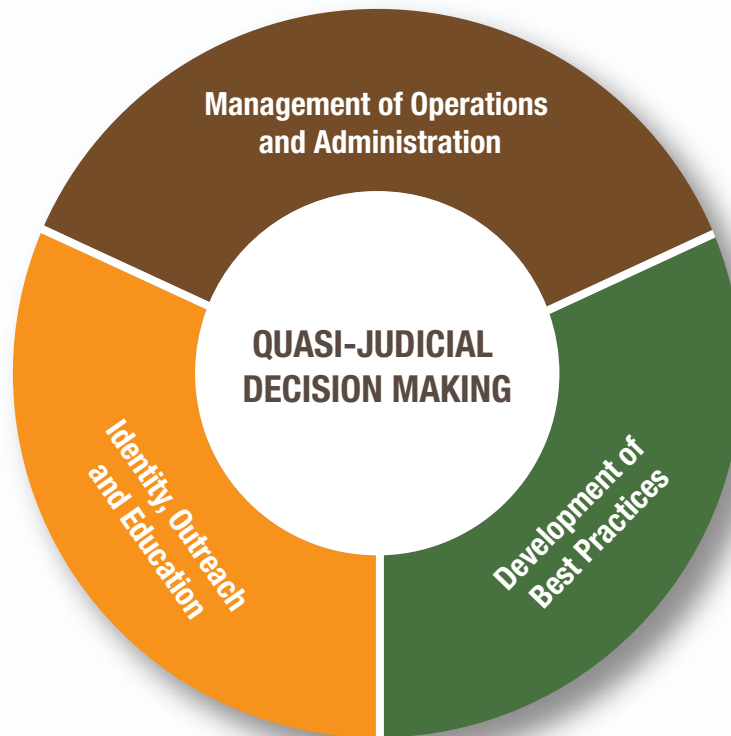 Management of Operations
and Administration
QUASI-JUDICIAL
DECISION MAKING
Identity, Outreach
and Education
Development of
Best Practices